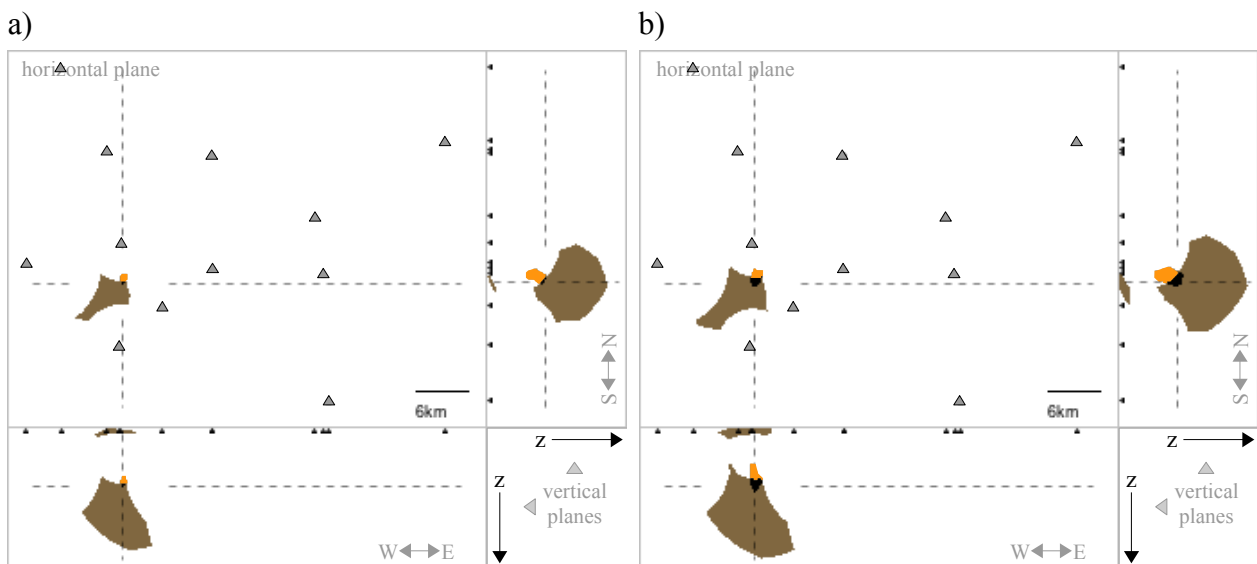 a)
horizontal plane
N
S
6km
z
z
vertical
planes
W
E
b)
horizontal plane
N
S
6km
z
z
vertical
planes
W
E